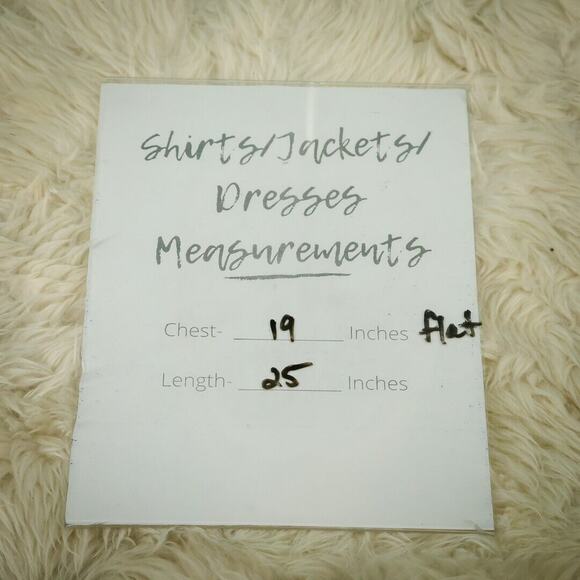 Shirts/Jackets/
Dresses
Measurements
Chest- 19 Inches flat
Length- 25 Inches